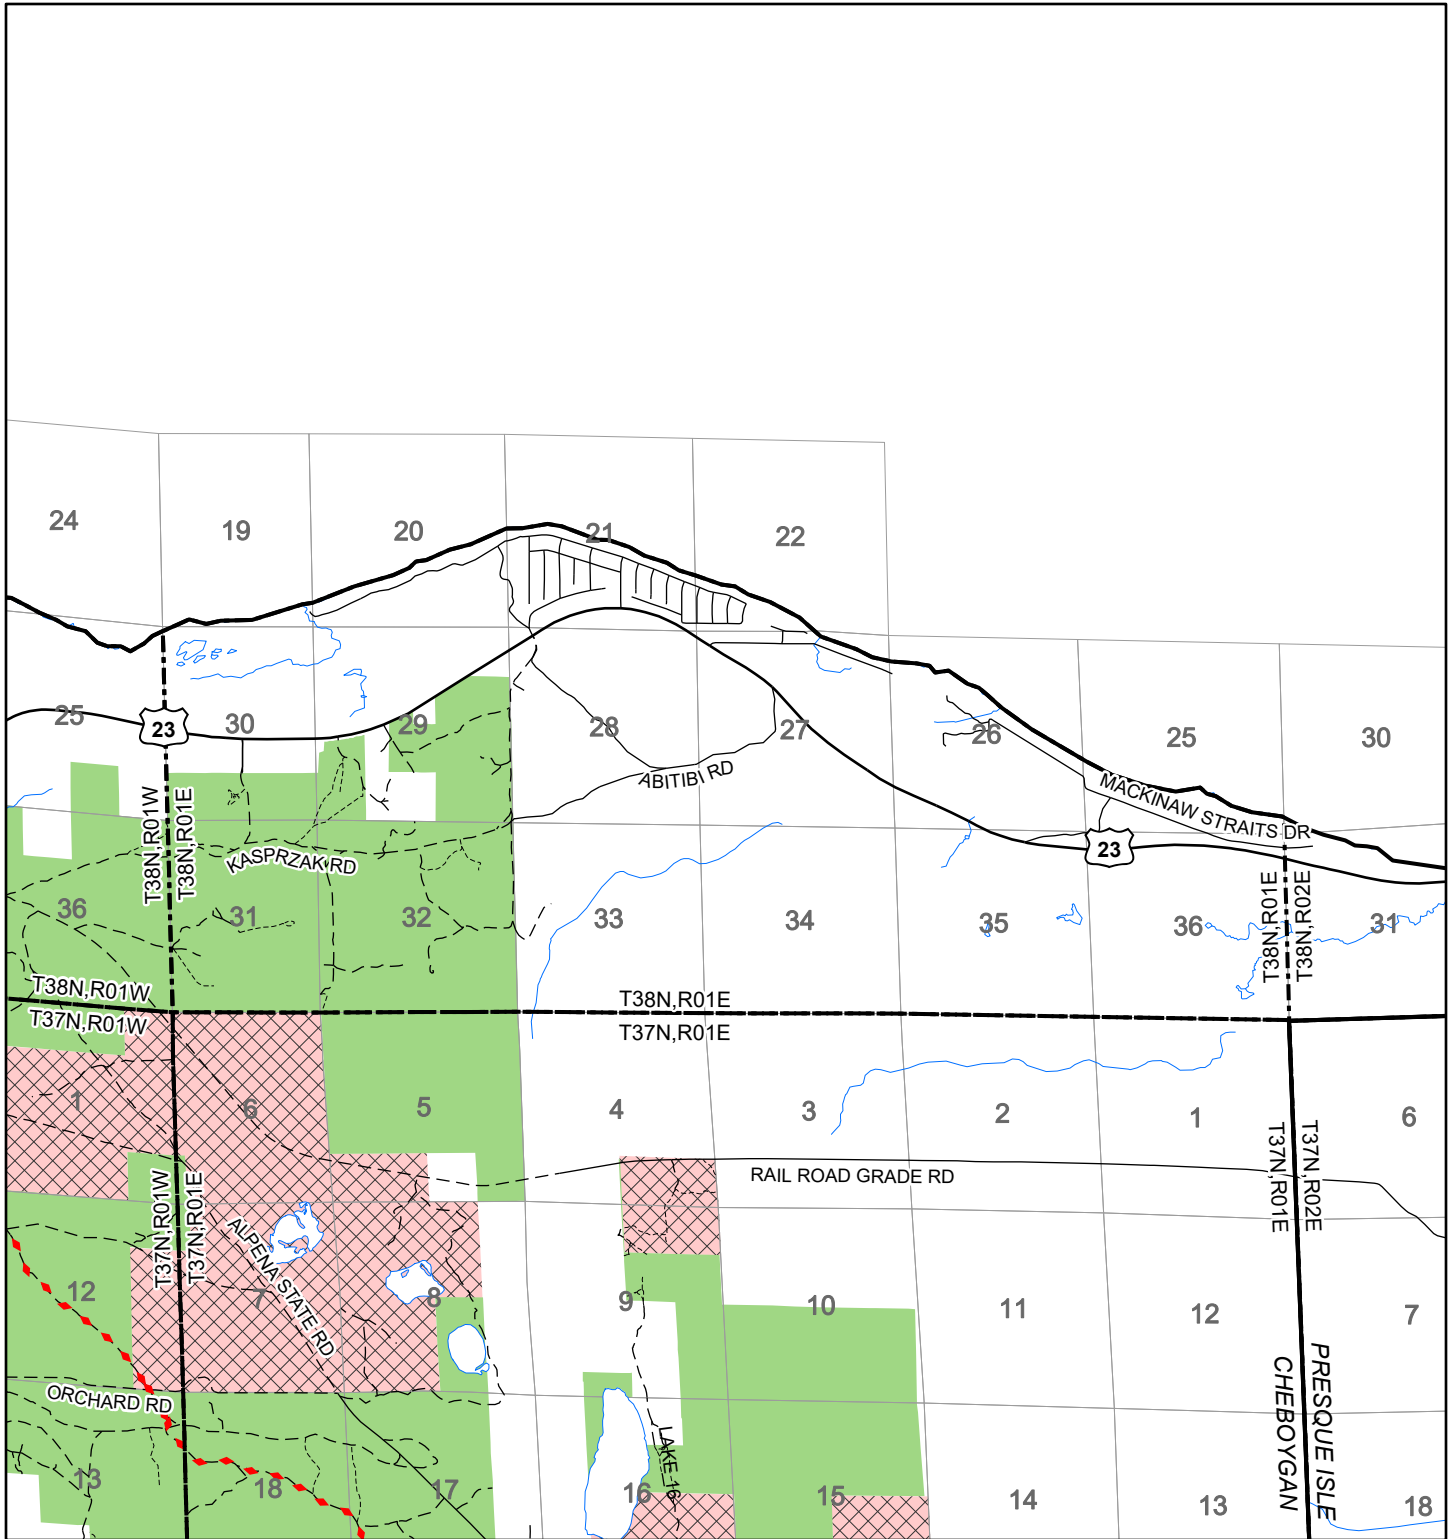 24
19
20
21
22
25
23
30
29
28
27
26
25
30
ABITIBI RD
MACKINAW STRAITS DR
23
T38N,R01W
T38N,R01E
KASPRZAK RD
36
31
32
33
34
35
36
T38N,R01E
T38N,R02E
31
T38N,R01W
T37N,R01W
T38N,R01E
T37N,R01E
1
6
5
4
3
2
1
6
T37N,R01W
T37N,R01E
T37N,R01E
T37N,R02E
RAIL ROAD GRADE RD
ALPENA STATE RD
12
7
8
9
10
11
12
7
ORCHARD RD
CHEBOYGAN
PRESQUE ISLE
LAKE 16
13
18
17
16
15
14
13
18